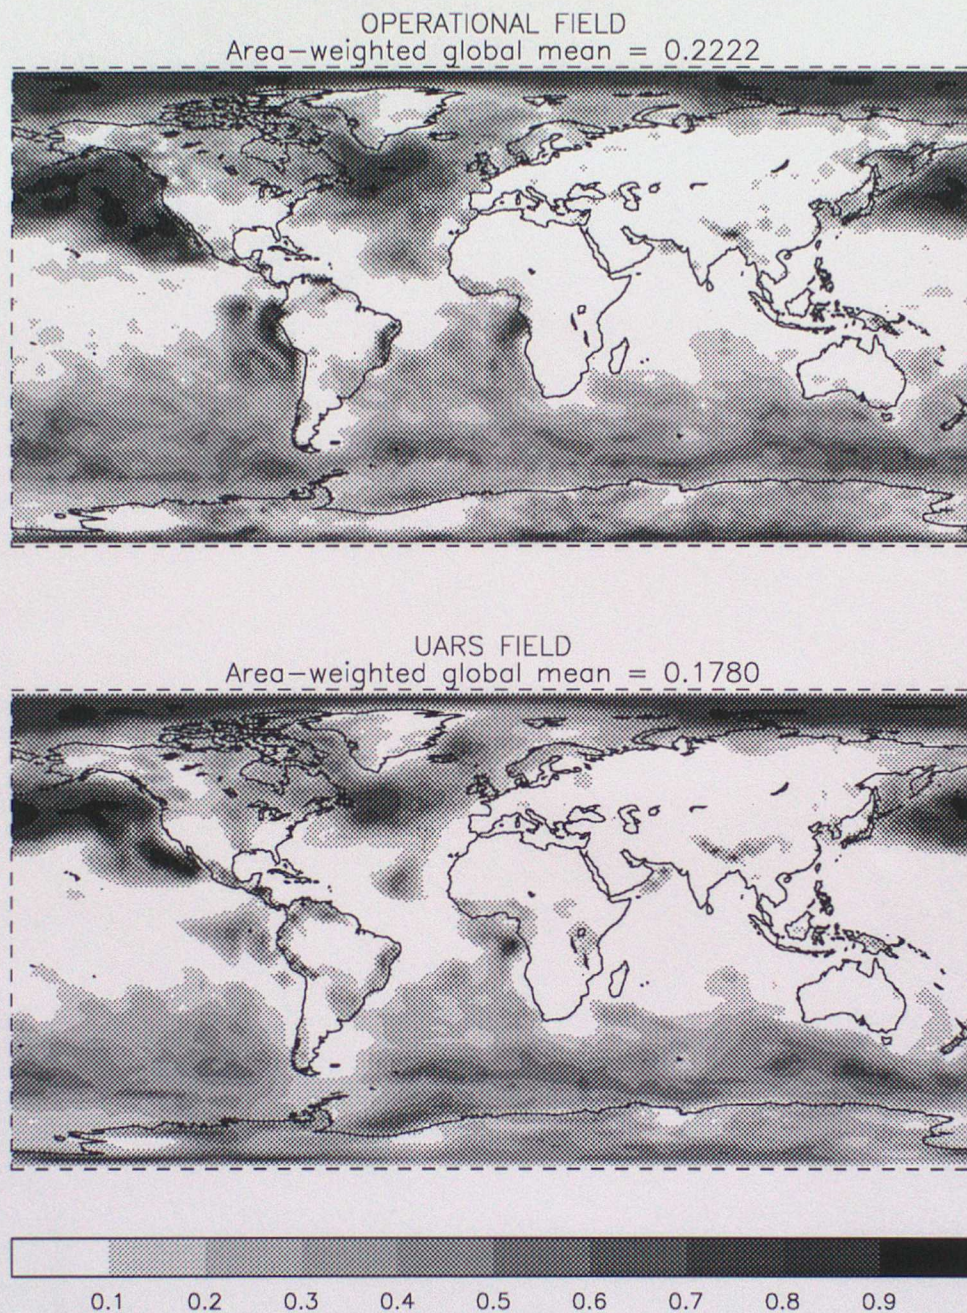 OPERATIONAL FIELD
Area-weighted global mean = 0.2222
UARS FIELD
Area-weighted global mean = 0.1780
0.1 0.2 0.3 0.4 0.5 0.6 0.7 0.8 0.9